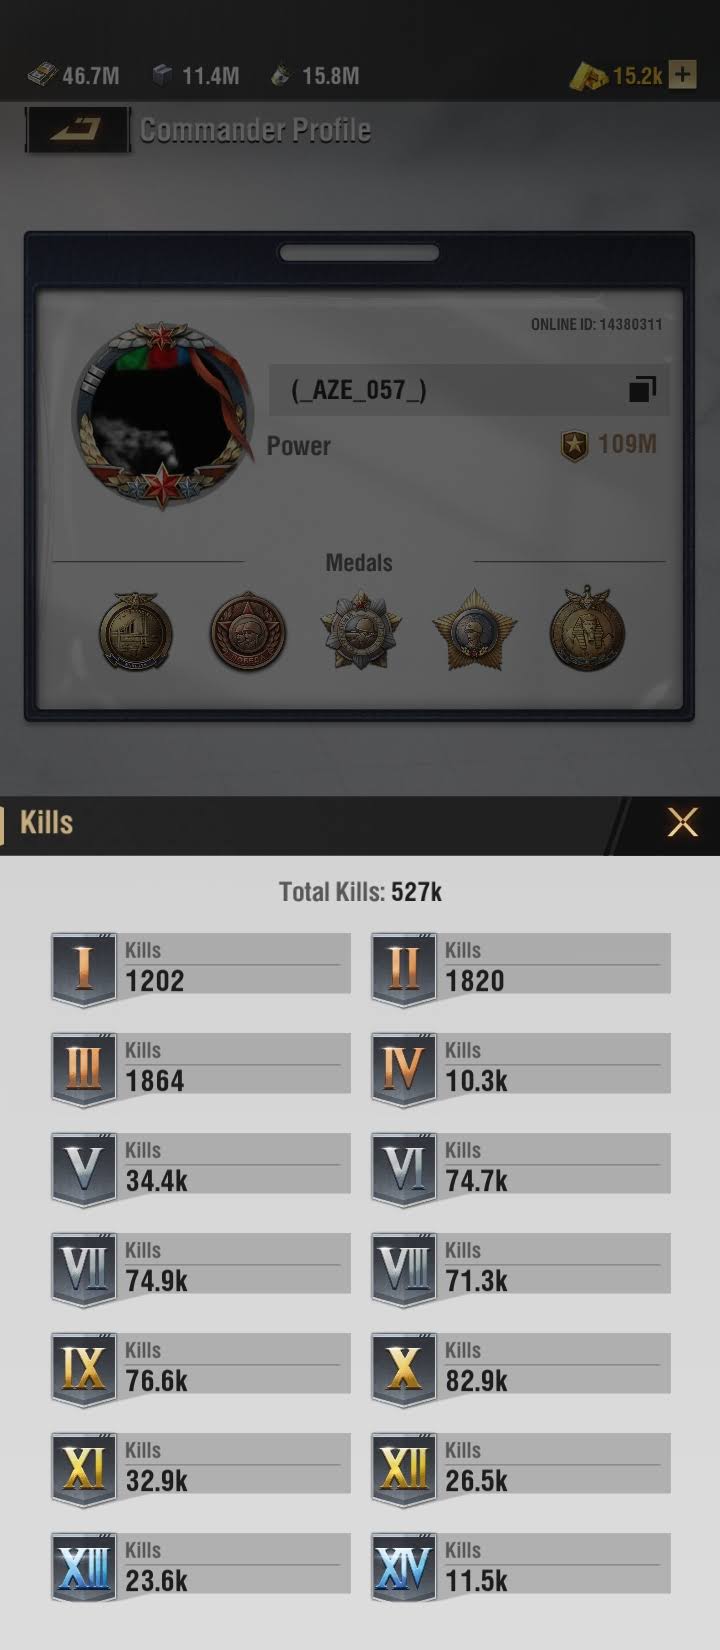 46.7M 11.4M 15.8M 15.2k +
Commander Profile
ONLINE ID: 14380311
(_AZE_057_)
Power 109M
Medals
Kills
Total Kills: 527k
I Kills 1202
II Kills 1820
III Kills 1864
IV Kills 10.3k
V Kills 34.4k
VI Kills 74.7k
VII Kills 74.9k
VIII Kills 71.3k
IX Kills 76.6k
X Kills 82.9k
XI Kills 32.9k
XII Kills 26.5k
XIII Kills 23.6k
XIV Kills 11.5k